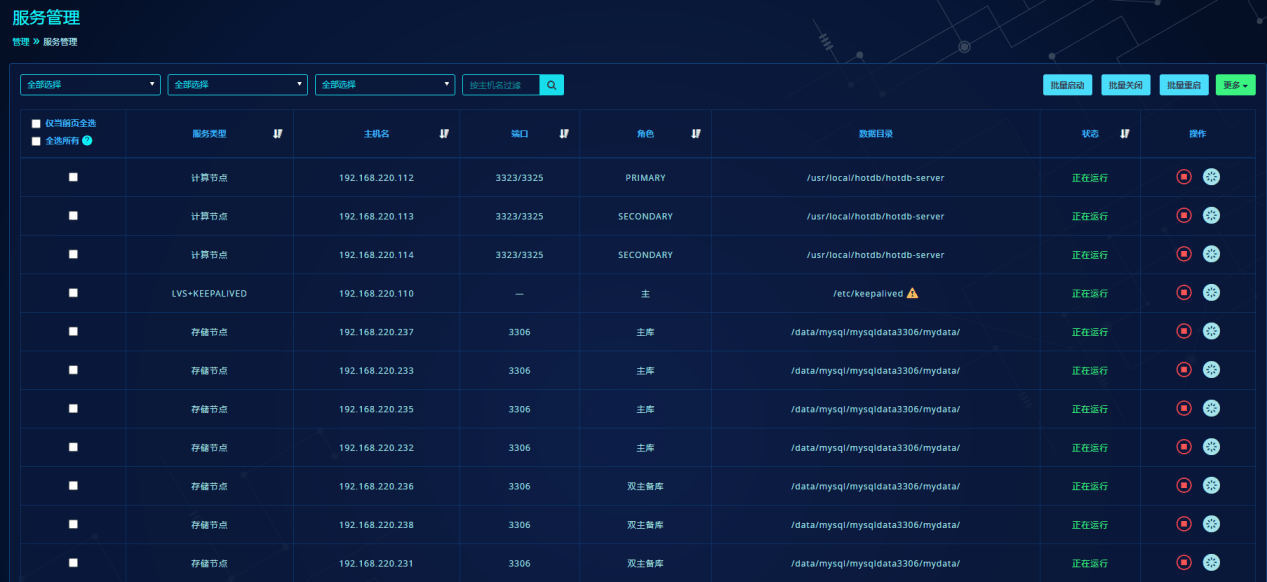 服务管理
管理 » 服务管理
全部选择 全部选择 全部选择 按主机名过滤 批量启动 批量关闭 批量重启 更多
仅当前页全选
全选所有 ? 服务类型 主机名 端口 角色 数据目录 状态 操作
计算节点 192.168.220.112 3323/3325 PRIMARY /usr/local/hotdb/hotdb-server 正在运行
计算节点 192.168.220.113 3323/3325 SECONDARY /usr/local/hotdb/hotdb-server 正在运行
计算节点 192.168.220.114 3323/3325 SECONDARY /usr/local/hotdb/hotdb-server 正在运行
LVS+KEEPALIVED 192.168.220.110 — 主 /etc/keepalived 正在运行
存储节点 192.168.220.237 3306 主库 /data/mysql/mysqldata3306/mydata/ 正在运行
存储节点 192.168.220.233 3306 主库 /data/mysql/mysqldata3306/mydata/ 正在运行
存储节点 192.168.220.235 3306 主库 /data/mysql/mysqldata3306/mydata/ 正在运行
存储节点 192.168.220.232 3306 主库 /data/mysql/mysqldata3306/mydata/ 正在运行
存储节点 192.168.220.236 3306 双主备库 /data/mysql/mysqldata3306/mydata/ 正在运行
存储节点 192.168.220.238 3306 双主备库 /data/mysql/mysqldata3306/mydata/ 正在运行
存储节点 192.168.220.231 3306 双主备库 /data/mysql/mysqldata3306/mydata/ 正在运行